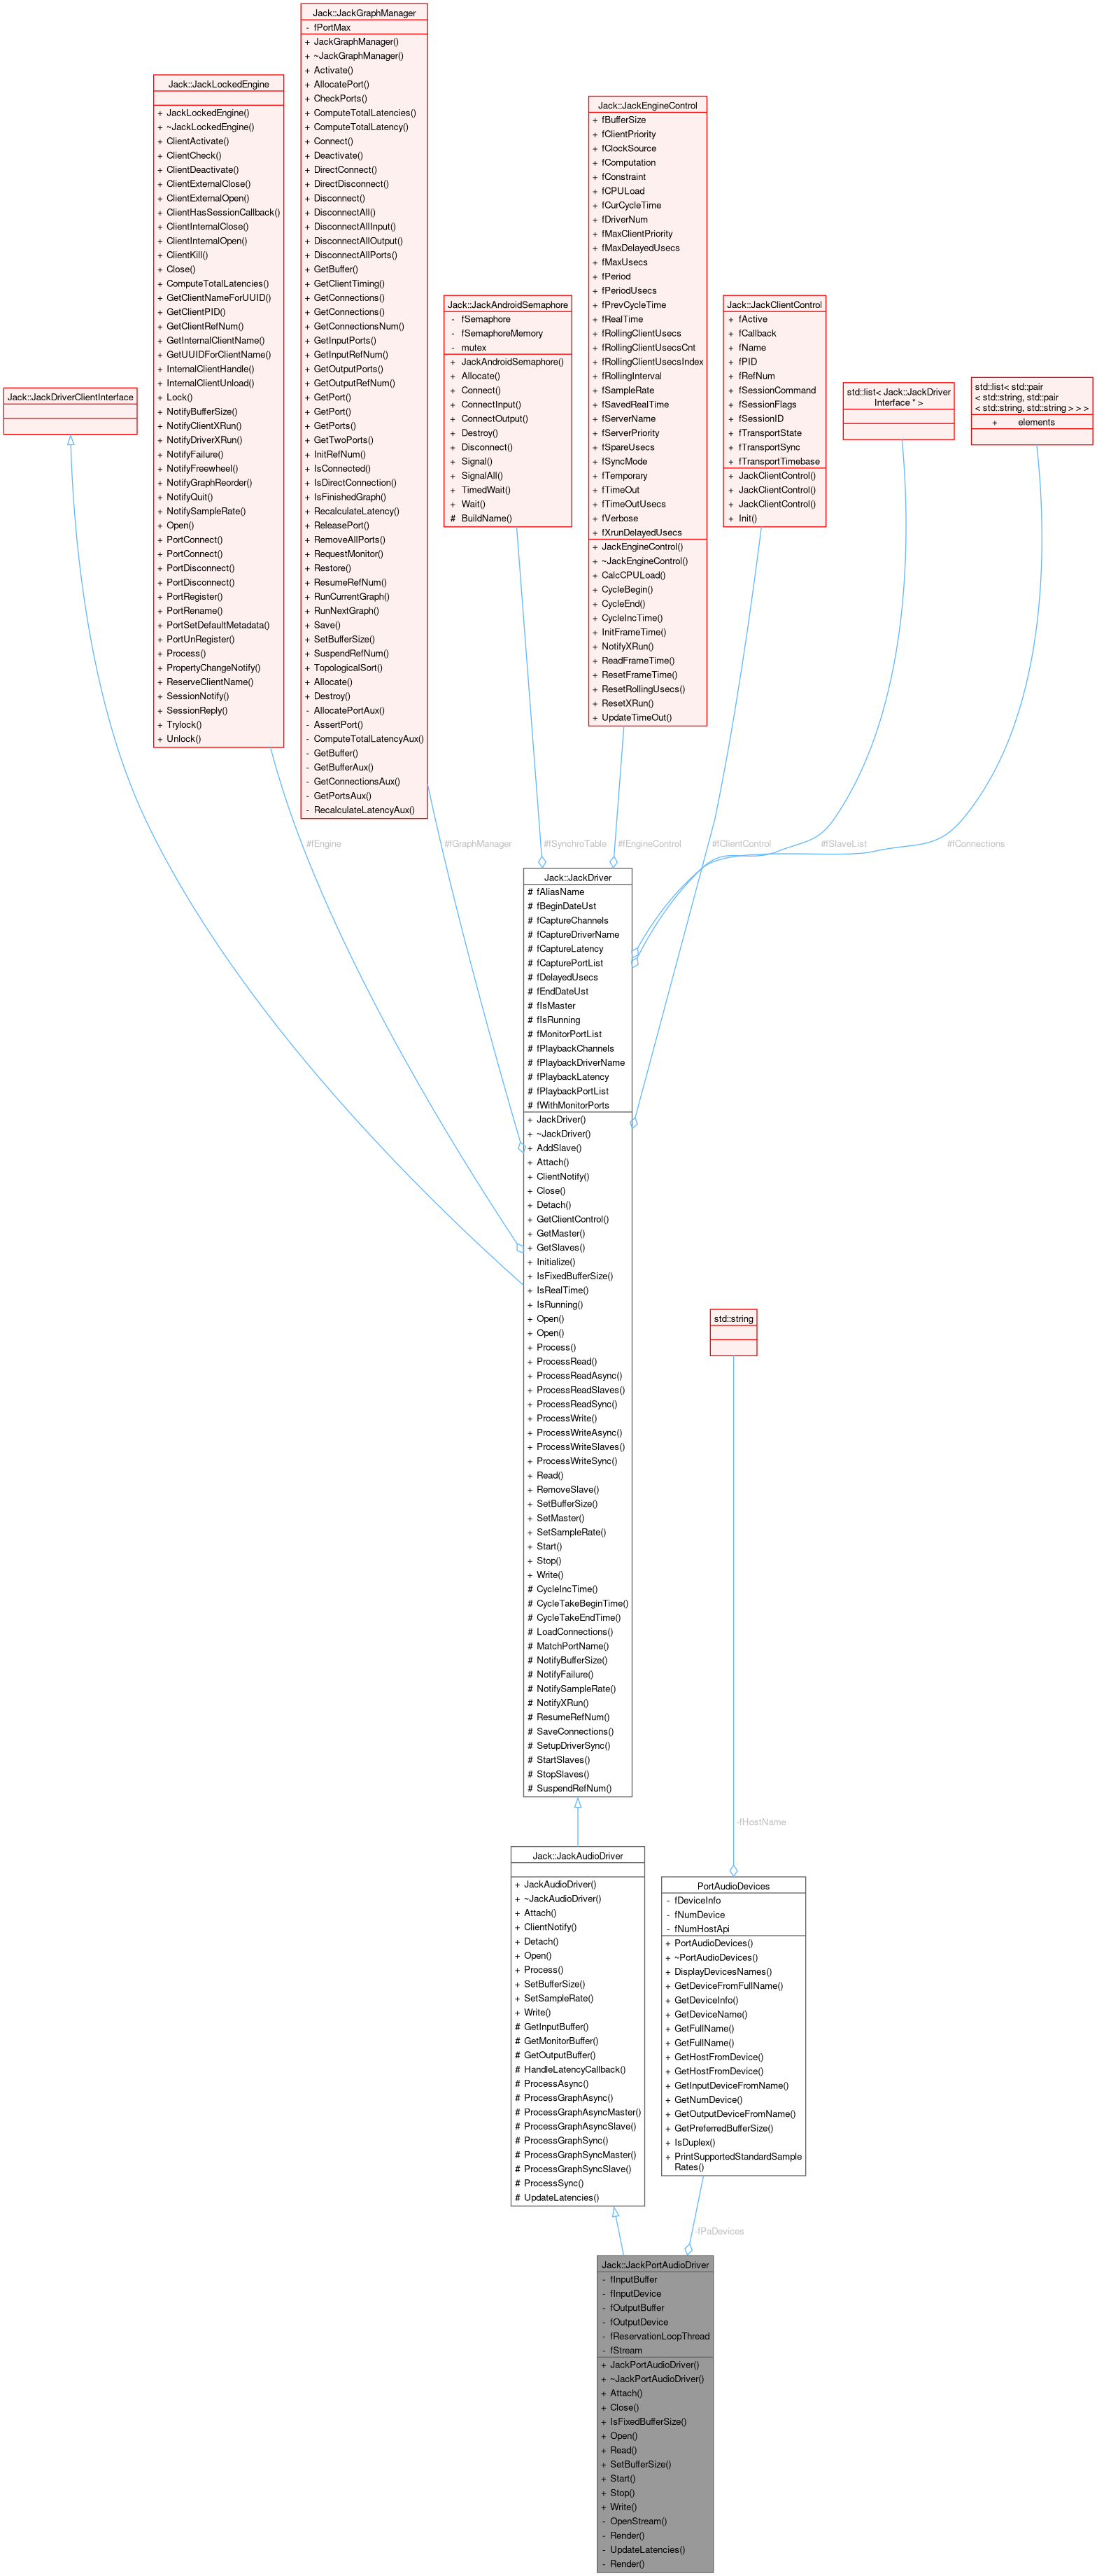 Jack::JackGraphManager
- fPortMax
+ JackGraphManager()
+ ~JackGraphManager()
+ Activate()
+ AllocatePort()
+ CheckPorts()
+ ComputeTotalLatencies()
+ ComputeTotalLatency()
+ Connect()
+ Deactivate()
+ DirectConnect()
+ DirectDisconnect()
+ Disconnect()
+ DisconnectAll()
+ DisconnectAllInput()
+ DisconnectAllOutput()
+ DisconnectAllPorts()
+ GetBuffer()
+ GetClientTiming()
+ GetConnections()
+ GetConnections()
+ GetConnectionsNum()
+ GetInputPorts()
+ GetInputRefNum()
+ GetOutputPorts()
+ GetOutputRefNum()
+ GetPort()
+ GetPort()
+ GetPorts()
+ GetTwoPorts()
+ InitRefNum()
+ IsConnected()
+ IsDirectConnection()
+ IsFinishedGraph()
+ RecalculateLatency()
+ ReleasePort()
+ RemoveAllPorts()
+ RequestMonitor()
+ Restore()
+ ResumeRefNum()
+ RunCurrentGraph()
+ RunNextGraph()
+ Save()
+ SetBufferSize()
+ SuspendRefNum()
+ TopologicalSort()
+ Allocate()
+ Destroy()
- AllocatePortAux()
- AssertPort()
- ComputeTotalLatencyAux()
- GetBuffer()
- GetBufferAux()
- GetConnectionsAux()
- GetPortsAux()
- RecalculateLatencyAux()
Jack::JackLockedEngine
+ JackLockedEngine()
+ ~JackLockedEngine()
+ ClientActivate()
+ ClientCheck()
+ ClientDeactivate()
+ ClientExternalClose()
+ ClientExternalOpen()
+ ClientHasSessionCallback()
+ ClientInternalClose()
+ ClientInternalOpen()
+ ClientKill()
+ Close()
+ ComputeTotalLatencies()
+ GetClientNameForUUID()
+ GetClientPID()
+ GetClientRefNum()
+ GetInternalClientName()
+ GetUUIDForClientName()
+ InternalClientHandle()
+ InternalClientUnload()
+ Lock()
+ NotifyBufferSize()
+ NotifyClientXRun()
+ NotifyDriverXRun()
+ NotifyFailure()
+ NotifyFreewheel()
+ NotifyGraphReorder()
+ NotifyQuit()
+ NotifySampleRate()
+ Open()
+ PortConnect()
+ PortConnect()
+ PortDisconnect()
+ PortDisconnect()
+ PortRegister()
+ PortRename()
+ PortSetDefaultMetadata()
+ PortUnRegister()
+ Process()
+ PropertyChangeNotify()
+ ReserveClientName()
+ SessionNotify()
+ SessionReply()
+ Trylock()
+ Unlock()
Jack::JackEngineControl
+ fBufferSize
+ fClientPriority
+ fClockSource
+ fComputation
+ fConstraint
+ fCPULoad
+ fCurCycleTime
+ fDriverNum
+ fMaxClientPriority
+ fMaxDelayedUsecs
+ fMaxUsecs
+ fPeriod
+ fPeriodUsecs
+ fPrevCycleTime
+ fRealTime
+ fRollingClientUsecs
+ fRollingClientUsecsCnt
+ fRollingClientUsecsIndex
+ fRollingInterval
+ fSampleRate
+ fSavedRealTime
+ fServerName
+ fServerPriority
+ fSpareUsecs
+ fSyncMode
+ fTemporary
+ fTimeOut
+ fTimeOutUsecs
+ fVerbose
+ fXrunDelayedUsecs
+ JackEngineControl()
+ ~JackEngineControl()
+ CalcCPULoad()
+ CycleBegin()
+ CycleEnd()
+ CycleIncTime()
+ InitFrameTime()
+ NotifyXRun()
+ ReadFrameTime()
+ ResetFrameTime()
+ ResetRollingUsecs()
+ ResetXRun()
+ UpdateTimeOut()
Jack::JackAndroidSemaphore
- fSemaphore
- fSemaphoreMemory
- mutex
+ JackAndroidSemaphore()
+ Allocate()
+ Connect()
+ ConnectInput()
+ ConnectOutput()
+ Destroy()
+ Disconnect()
+ Signal()
+ SignalAll()
+ TimedWait()
+ Wait()
# BuildName()
Jack::JackClientControl
+ fActive
+ fCallback
+ fName
+ fPID
+ fRefNum
+ fSessionCommand
+ fSessionFlags
+ fSessionID
+ fTransportState
+ fTransportSync
+ fTransportTimebase
+ JackClientControl()
+ JackClientControl()
+ JackClientControl()
+ Init()
Jack::JackDriverClientInterface
std::list< Jack::JackDriver
Interface * >
std::list< std::pair
< std::string, std::pair
< std::string, std::string > > >
+ elements
#fEngine
#fGraphManager
#fSynchroTable
#fEngineControl
#fClientControl
#fSlaveList
#fConnections
Jack::JackDriver
# fAliasName
# fBeginDateUst
# fCaptureChannels
# fCaptureDriverName
# fCaptureLatency
# fCapturePortList
# fDelayedUsecs
# fEndDateUst
# fIsMaster
# fIsRunning
# fMonitorPortList
# fPlaybackChannels
# fPlaybackDriverName
# fPlaybackLatency
# fPlaybackPortList
# fWithMonitorPorts
+ JackDriver()
+ ~JackDriver()
+ AddSlave()
+ Attach()
+ ClientNotify()
+ Close()
+ Detach()
+ GetClientControl()
+ GetMaster()
+ GetSlaves()
+ Initialize()
+ IsFixedBufferSize()
+ IsRealTime()
+ IsRunning()
+ Open()
+ Open()
+ Process()
+ ProcessRead()
+ ProcessReadAsync()
+ ProcessReadSlaves()
+ ProcessReadSync()
+ ProcessWrite()
+ ProcessWriteAsync()
+ ProcessWriteSlaves()
+ ProcessWriteSync()
+ Read()
+ RemoveSlave()
+ SetBufferSize()
+ SetMaster()
+ SetSampleRate()
+ Start()
+ Stop()
+ Write()
# CycleIncTime()
# CycleTakeBeginTime()
# CycleTakeEndTime()
# LoadConnections()
# MatchPortName()
# NotifyBufferSize()
# NotifyFailure()
# NotifySampleRate()
# NotifyXRun()
# ResumeRefNum()
# SaveConnections()
# SetupDriverSync()
# StartSlaves()
# StopSlaves()
# SuspendRefNum()
std::string
-fHostName
Jack::JackAudioDriver
+ JackAudioDriver()
+ ~JackAudioDriver()
+ Attach()
+ ClientNotify()
+ Detach()
+ Open()
+ Process()
+ SetBufferSize()
+ SetSampleRate()
+ Write()
# GetInputBuffer()
# GetMonitorBuffer()
# GetOutputBuffer()
# HandleLatencyCallback()
# ProcessAsync()
# ProcessGraphAsync()
# ProcessGraphAsyncMaster()
# ProcessGraphAsyncSlave()
# ProcessGraphSync()
# ProcessGraphSyncMaster()
# ProcessGraphSyncSlave()
# ProcessSync()
# UpdateLatencies()
PortAudioDevices
- fDeviceInfo
- fNumDevice
- fNumHostApi
+ PortAudioDevices()
+ ~PortAudioDevices()
+ DisplayDevicesNames()
+ GetDeviceFromFullName()
+ GetDeviceInfo()
+ GetDeviceName()
+ GetFullName()
+ GetFullName()
+ GetHostFromDevice()
+ GetHostFromDevice()
+ GetInputDeviceFromName()
+ GetNumDevice()
+ GetOutputDeviceFromName()
+ GetPreferredBufferSize()
+ IsDuplex()
+ PrintSupportedStandardSample
Rates()
-fPaDevices
Jack::JackPortAudioDriver
- fInputBuffer
- fInputDevice
- fOutputBuffer
- fOutputDevice
- fReservationLoopThread
- fStream
+ JackPortAudioDriver()
+ ~JackPortAudioDriver()
+ Attach()
+ Close()
+ IsFixedBufferSize()
+ Open()
+ Read()
+ SetBufferSize()
+ Start()
+ Stop()
+ Write()
- OpenStream()
- Render()
- UpdateLatencies()
- Render()